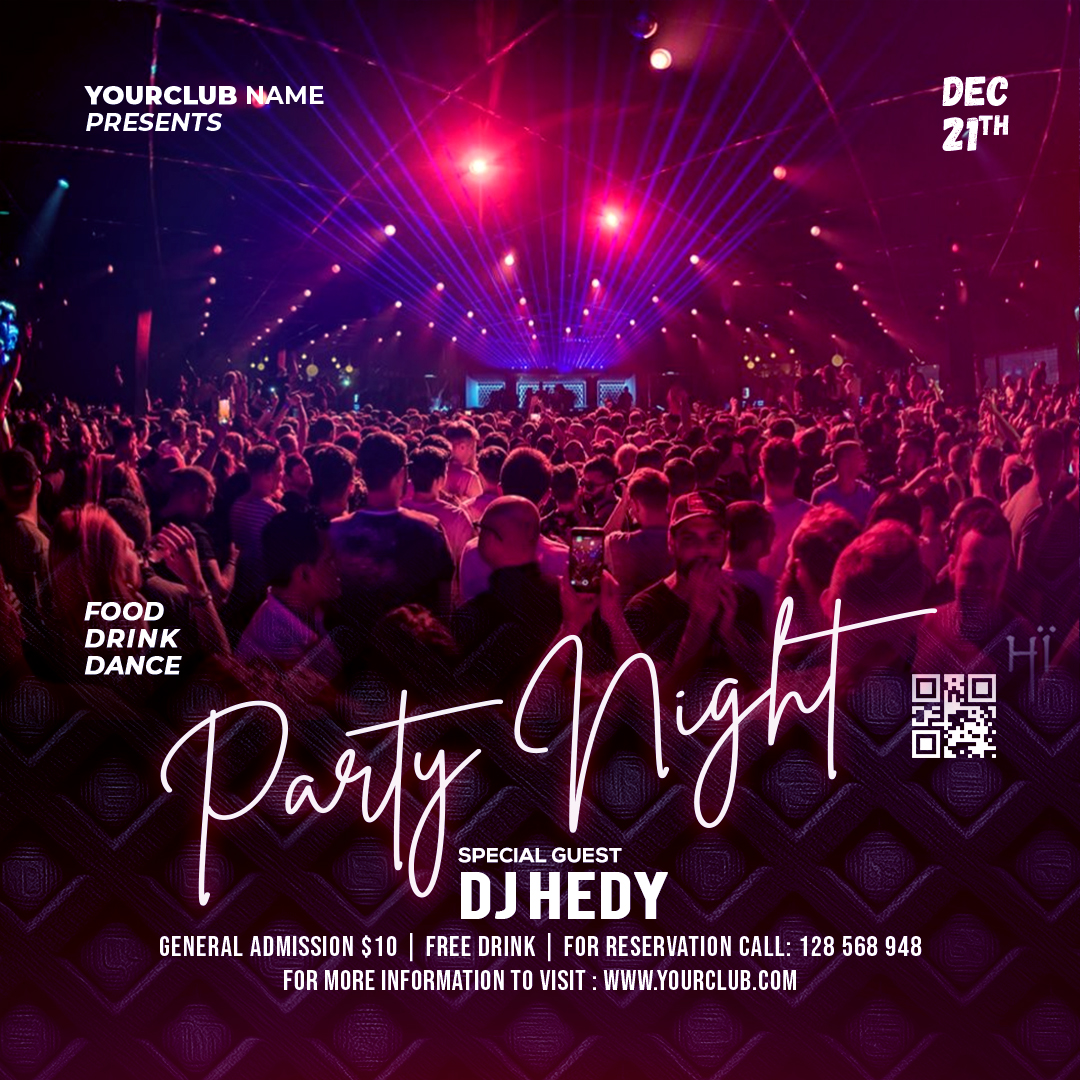 YOURCLUB NAME
PRESENTS
DEC
21TH
FOOD
DRINK
DANCE
Party Night
HÏ
SPECIAL GUEST
DJ HEDY
GENERAL ADMISSION $10 | FREE DRINK | FOR RESERVATION CALL: 128 568 948
FOR MORE INFORMATION TO VISIT : WWW.YOURCLUB.COM